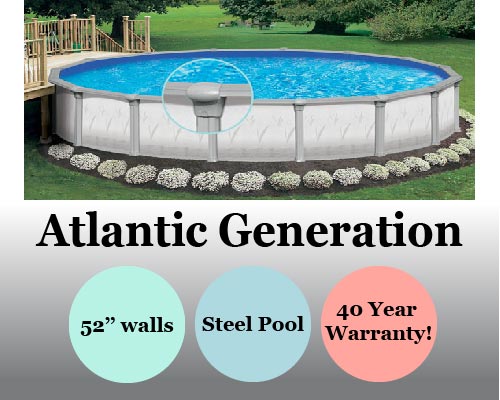 Atlantic Generation
52” walls
Steel Pool
40 Year
Warranty!